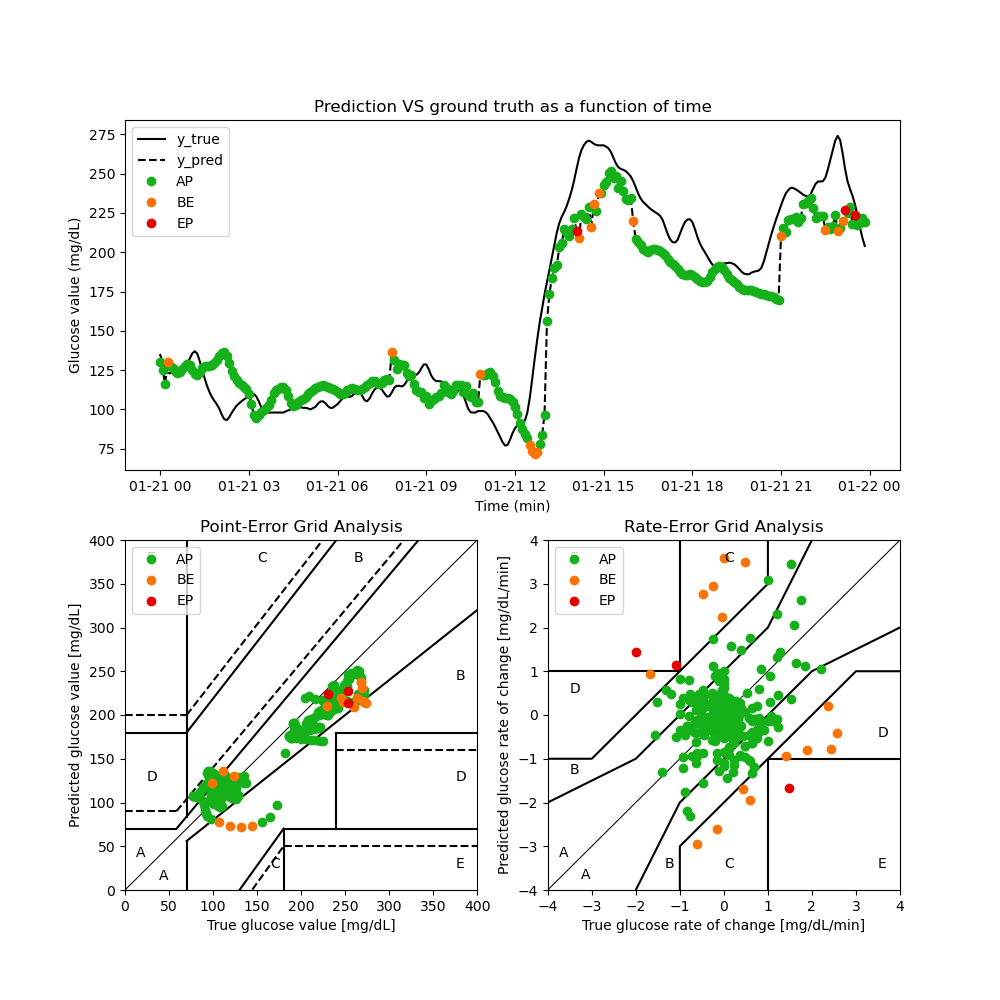 Prediction VS ground truth as a function of time
Glucose value (mg/dL)
275
250
225
200
175
150
125
100
75
y_true
y_pred
AP
BE
EP
01-21 00
01-21 03
01-21 06
01-21 09
01-21 12
01-21 15
01-21 18
01-21 21
01-22 00
Time (min)
Point-Error Grid Analysis
Predicted glucose value [mg/dL]
400
350
300
250
200
150
100
50
0
AP
BE
EP
C
B
B
D
D
A
A
C
E
0
50
100
150
200
250
300
350
400
True glucose value [mg/dL]
Rate-Error Grid Analysis
Predicted glucose rate of change [mg/dL/min]
4
3
2
1
0
−1
−2
−3
−4
AP
BE
EP
C
D
D
B
A
A
B
C
E
−4
−3
−2
−1
0
1
2
3
4
True glucose rate of change [mg/dL/min]